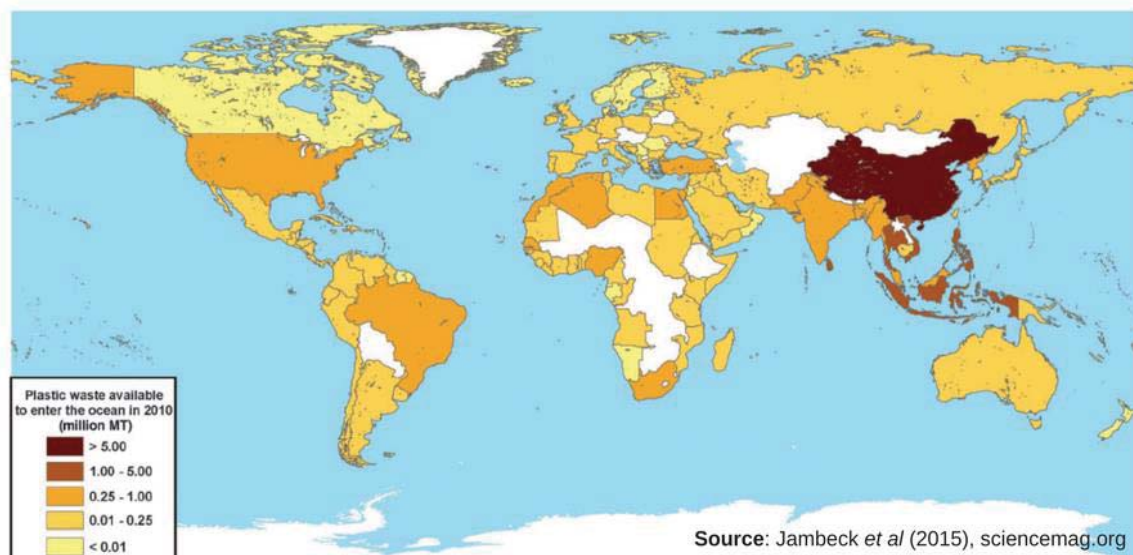 Plastic waste available
to enter the ocean in 2010
(million MT)
> 5.00
1.00 - 5.00
0.25 - 1.00
0.01 - 0.25
< 0.01
Source: Jambeck et al (2015), sciencemag.org